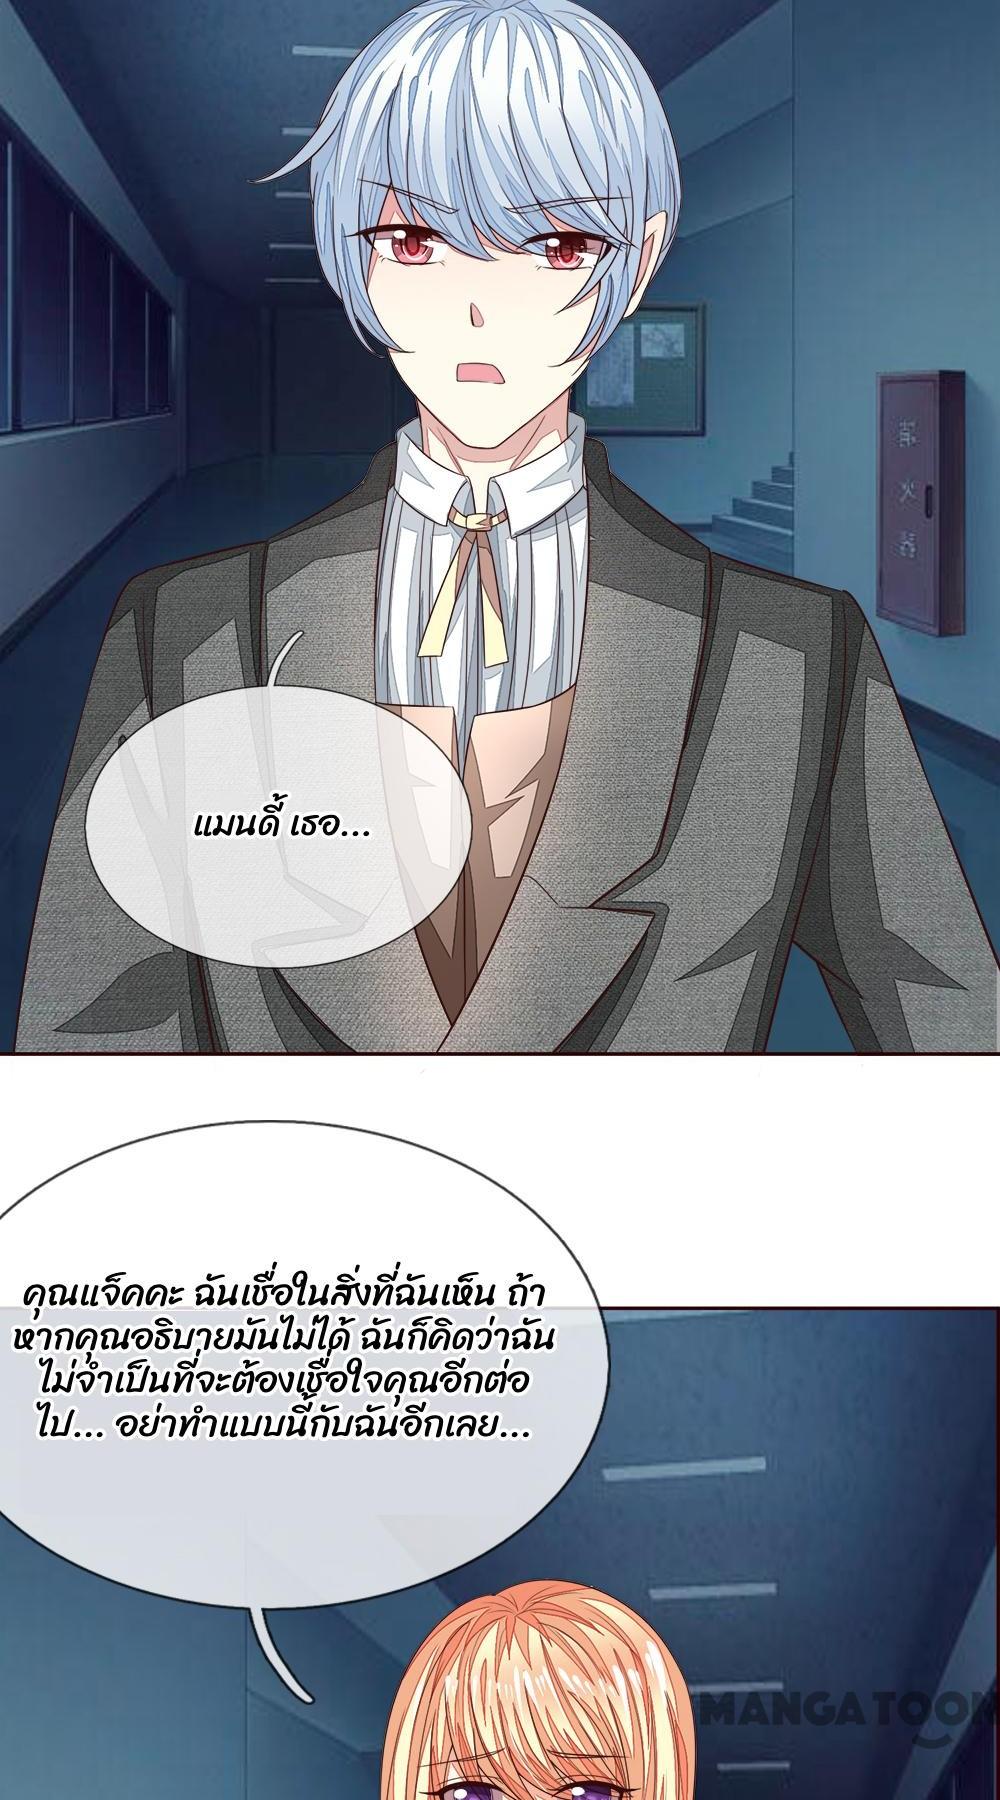 แมนดี้ เธอ...
คุณแจ็คคะ ฉันเชื่อในสิ่งที่ฉันเห็น ถ้า
หากคุณอธิบายมันไม่ได้ ฉันก็คิดว่าฉัน
ไม่จำเป็นที่จะต้องเชื่อใจคุณอีกต่อ
ไป... อย่าทำแบบนี้กับฉันอีกเลย...
MANGATOON